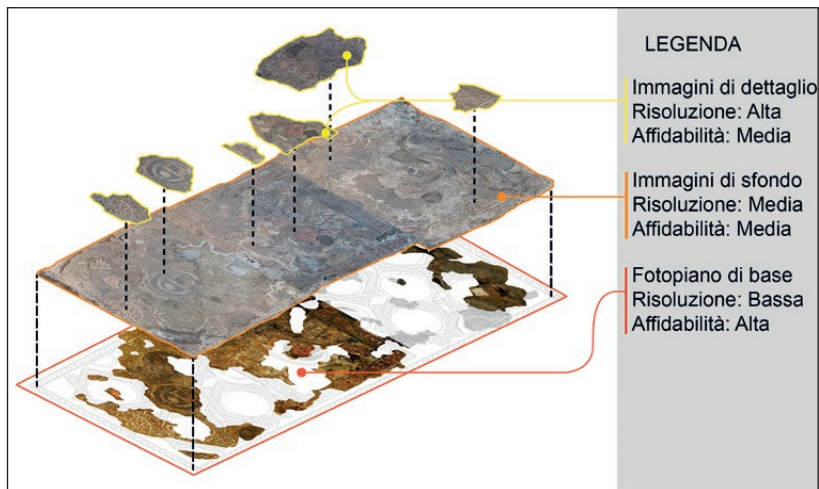 LEGENDA
Immagini di dettaglio
Risoluzione: Alta
Affidabilità: Media
Immagini di sfondo
Risoluzione: Media
Affidabilità: Media
Fotopiano di base
Risoluzione: Bassa
Affidabilità: Alta